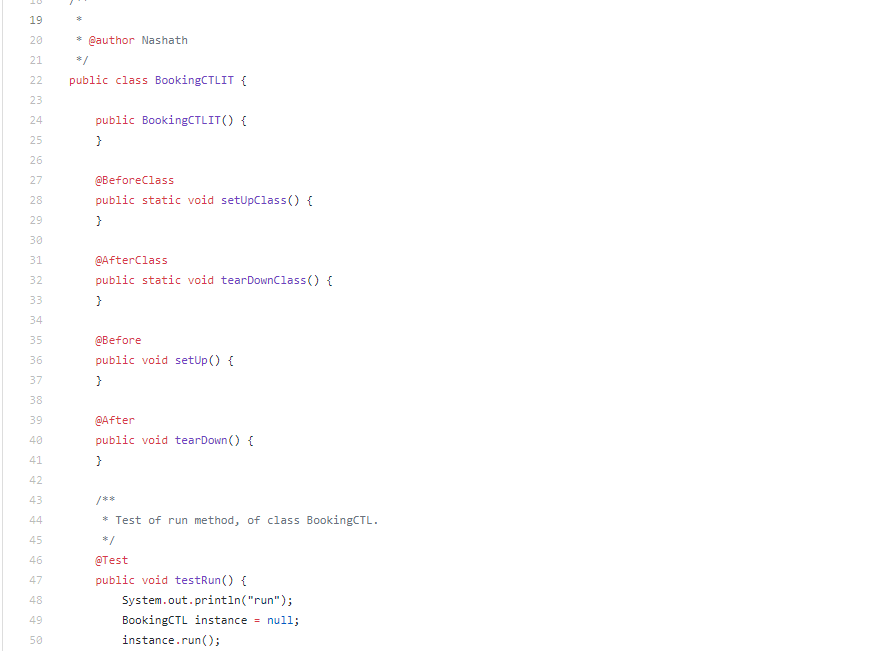 18 /**
19 *
20 * @author Nashath
21 */
22 public class BookingCTLIT {
23
24 public BookingCTLIT() {
25 }
26
27 @BeforeClass
28 public static void setUpClass() {
29 }
30
31 @AfterClass
32 public static void tearDownClass() {
33 }
34
35 @Before
36 public void setUp() {
37 }
38
39 @After
40 public void tearDown() {
41 }
42
43 /**
44 * Test of run method, of class BookingCTL.
45 */
46 @Test
47 public void testRun() {
48 System.out.println("run");
49 BookingCTL instance = null;
50 instance.run();